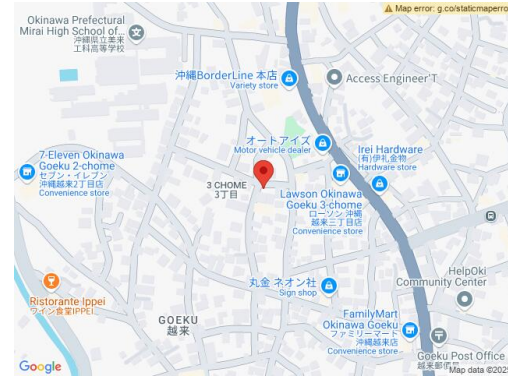 Okinawa Prefectural
Mirai High School of...
沖縄県立美来
工科高等学校
Map error: g.co/staticmaperro
沖縄BorderLine 本店
Variety store
Access Engineer'T
オートアイズ
Motor vehicle dealer
Irei Hardware
(有)伊礼金物
Hardware store
7-Eleven Okinawa
Goeku 2-chome
セブン - イレブン
沖縄越来2丁目店
Convenience store
3 CHOME
3丁目
Lawson Okinawa
Goeku 3-chome
ローソン 沖縄
越来三丁目店
Convenience store
丸金 ネオン社
Sign shop
HelpOki
Community Center
Ristorante Ippei
ワイン食堂IPPEI
GOEKU
越来
FamilyMart
Okinawa Goeku
ファミリーマート
沖縄越来店
Convenience store
Goeku Post Office
越来郵便局
Google
Map data ©2025